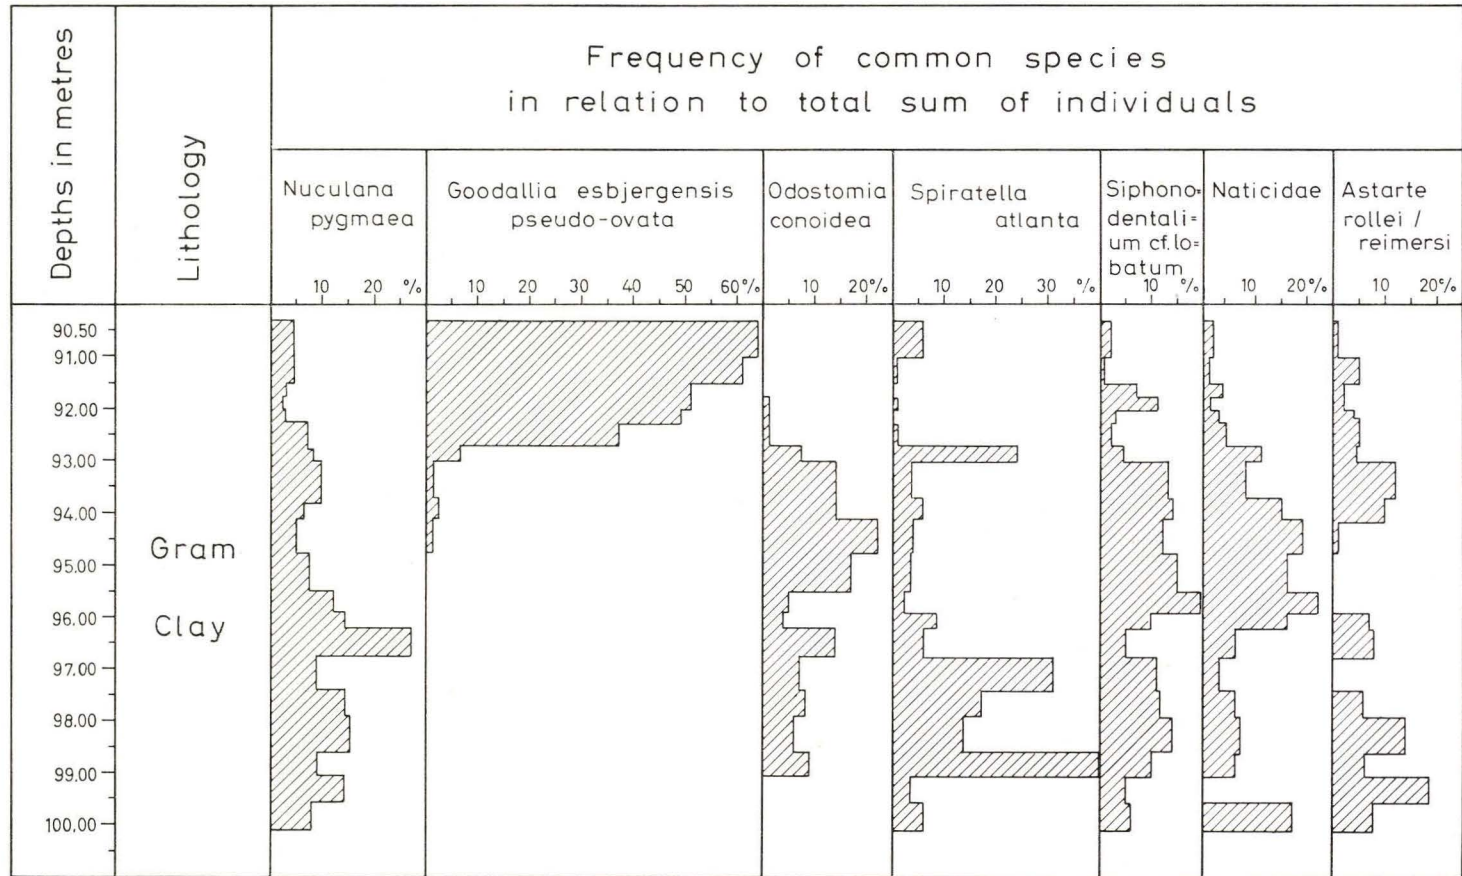 Depths in metres
Lithology
Frequency of common species
in relation to total sum of individuals
Nuculana
pygmaea
Goodallia esbjergensis
pseudo-ovata
Odostomia
conoidea
Spiratella
atlanta
Siphono=
dentali=
um cf. lo=
batum
Naticidae
Astarte
rollei /
reimersi
10 20 %
10 20 30 40 50 60%
10 20%
10 20 30 %
10 %
20%
10 20%
90.50
91.00
92.00
93.00
94.00
95.00
96.00
97.00
98.00
99.00
100.00
Gram
Clay